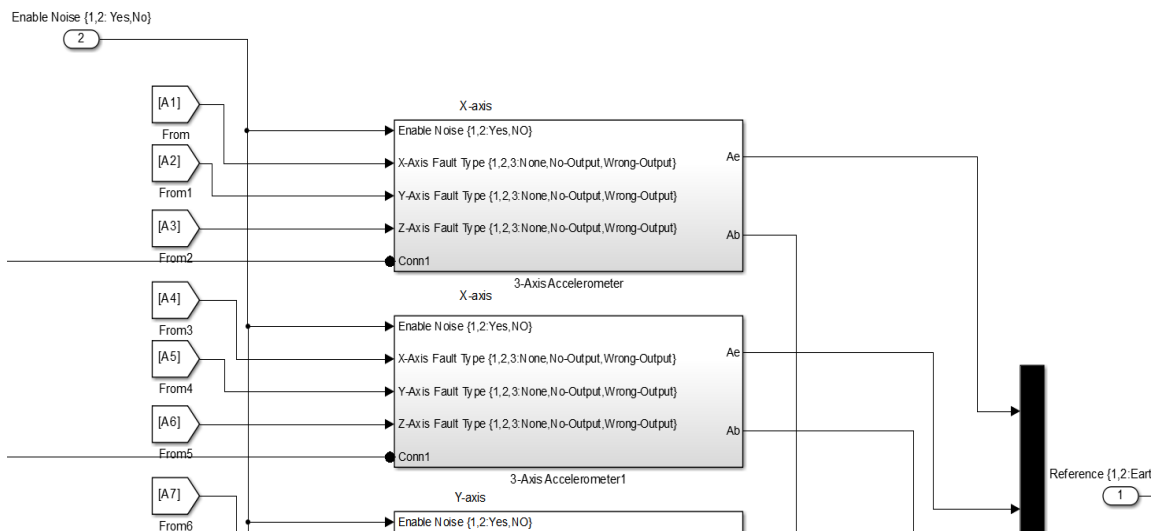 Enable Noise {1,2: Yes,No}
2
[A1]
From
[A2]
From1
[A3]
From2
X-axis
Enable Noise {1,2:Yes,NO}
X-Axis Fault Type {1,2,3:None,No-Output,Wrong-Output}
Y-Axis Fault Type {1,2,3:None,No-Output,Wrong-Output}
Z-Axis Fault Type {1,2,3:None,No-Output,Wrong-Output}
Conn1
Ae
Ab
3-Axis Accelerometer
[A4]
From3
[A5]
From4
[A6]
From5
X-axis
Enable Noise {1,2:Yes,NO}
X-Axis Fault Type {1,2,3:None,No-Output,Wrong-Output}
Y-Axis Fault Type {1,2,3:None,No-Output,Wrong-Output}
Z-Axis Fault Type {1,2,3:None,No-Output,Wrong-Output}
Conn1
Ae
Ab
3-Axis Accelerometer1
[A7]
From6
Y-axis
Enable Noise {1,2:Yes,NO}
Reference {1,2:Eart
1